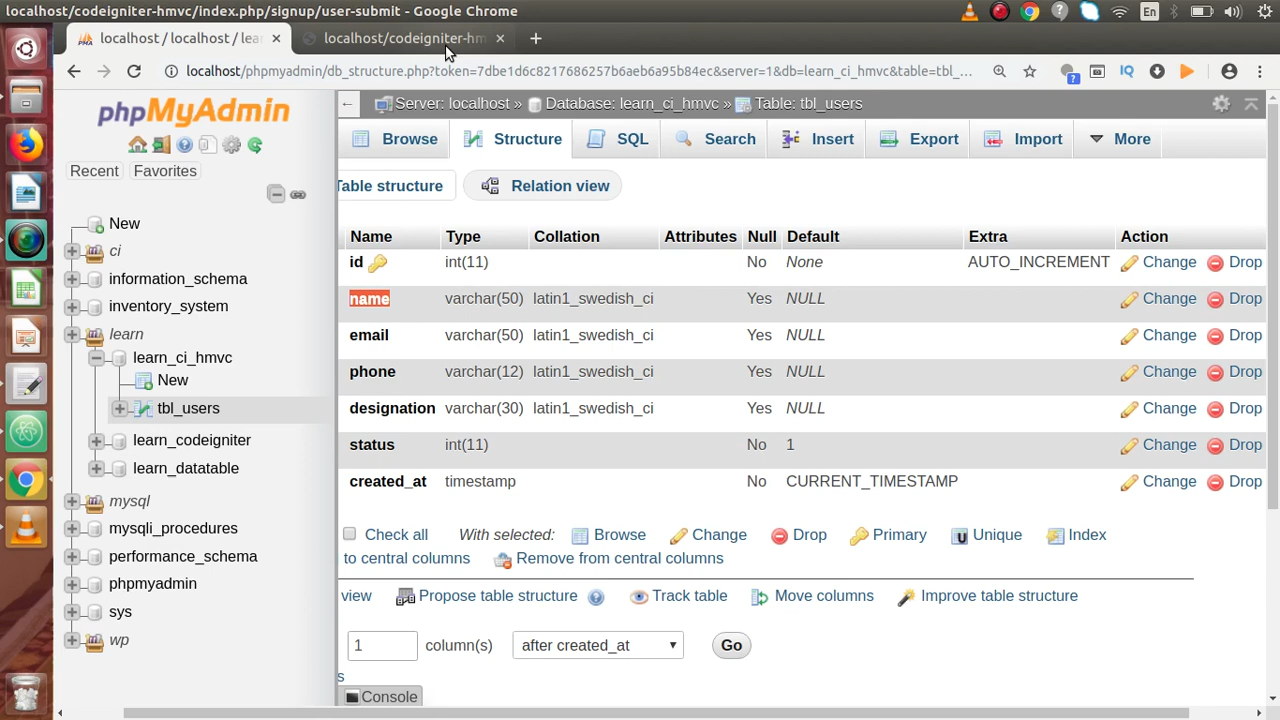 localhost/codeigniter-hmvc/index.php/signup/user-submit - Google Chrome
En
PMA localhost / localhost / lea
localhost/codeigniter-hm
localhost/phpmyadmin/db_structure.php?token=7dbe1d6c8217686257b6aeb6a95b84ec&server=1&db=learn_ci_hmvc&table=tbl_...
IQ
phpMyAdmin
Recent Favorites
New
ci
information_schema
inventory_system
learn
learn_ci_hmvc
New
tbl_users
learn_codeigniter
learn_datatable
mysql
mysqli_procedures
performance_schema
phpmyadmin
sys
wp
Server: localhost » Database: learn_ci_hmvc » Table: tbl_users
Browse Structure SQL Search Insert Export Import More
Table structure Relation view
Name Type Collation Attributes Null Default Extra Action
id int(11) No None AUTO_INCREMENT Change Drop
name varchar(50) latin1_swedish_ci Yes NULL Change Drop
email varchar(50) latin1_swedish_ci Yes NULL Change Drop
phone varchar(12) latin1_swedish_ci Yes NULL Change Drop
designation varchar(30) latin1_swedish_ci Yes NULL Change Drop
status int(11) No 1 Change Drop
created_at timestamp No CURRENT_TIMESTAMP Change Drop
Check all With selected: Browse Change Drop Primary Unique Index
to central columns Remove from central columns
view Propose table structure Track table Move columns Improve table structure
1 column(s) after created_at Go
s
Console